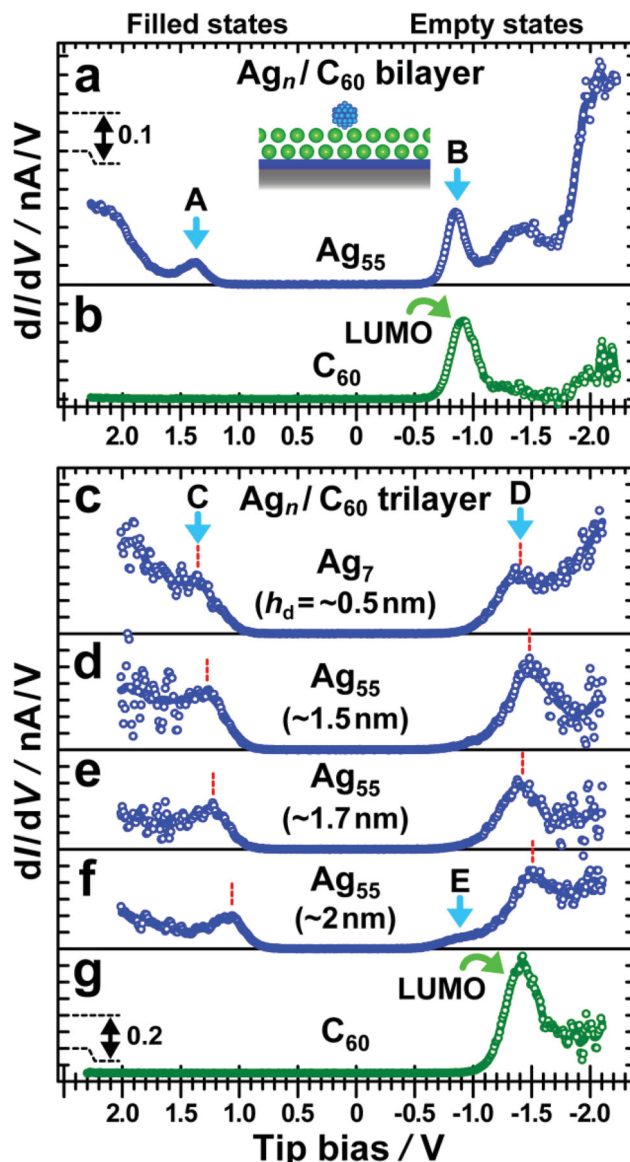 Filled states Empty states
a Agn / C60 bilayer
0.1
A
B
Ag55
b
LUMO
C60
2.0 1.5 1.0 0.5 0 -0.5 -1.0 -1.5 -2.0
dI/dV / nA/V
c C Agn / C60 trilayer D
Ag7
(hd = ~0.5 nm)
d Ag55
(~1.5 nm)
e Ag55
(~1.7 nm)
f Ag55 E
(~2 nm)
g
LUMO
0.2
C60
2.0 1.5 1.0 0.5 0.0 -0.5 -1.0 -1.5 -2.0
dI/dV / nA/V
Tip bias / V